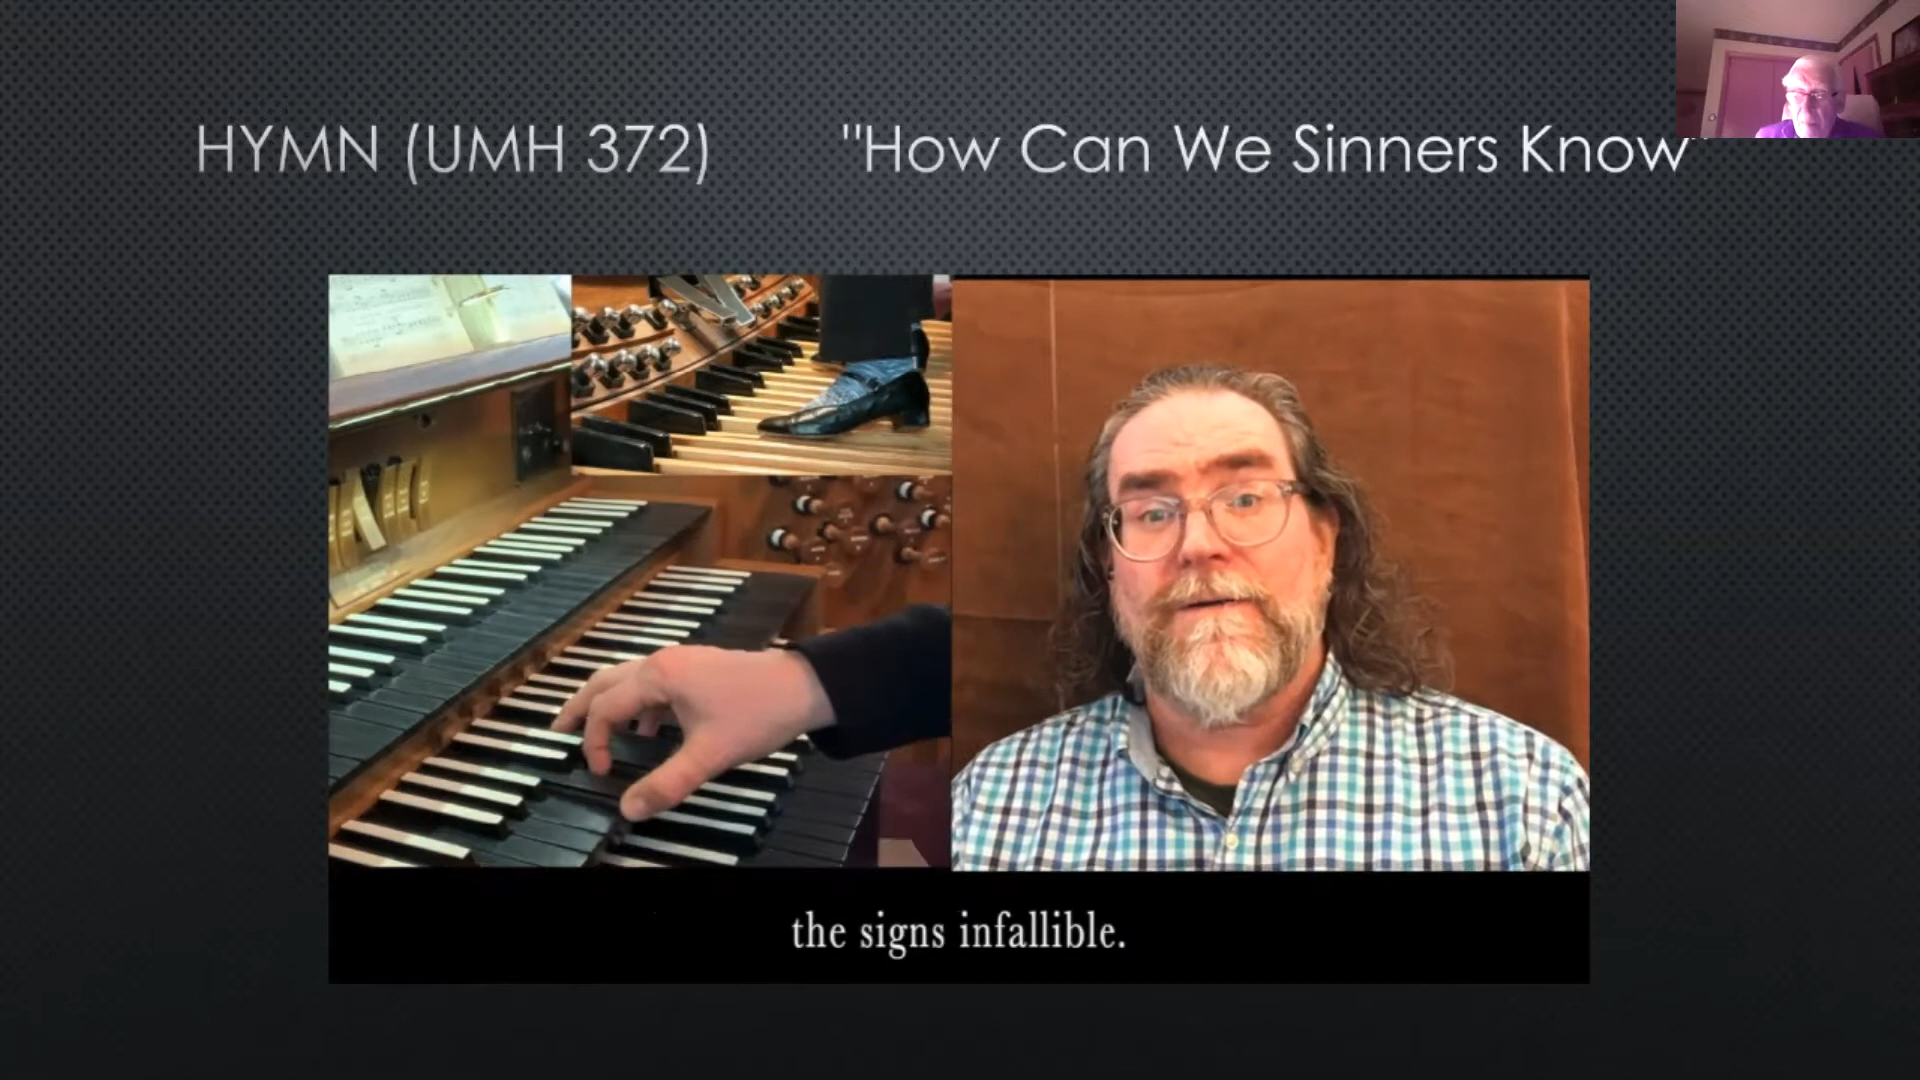 HYMN (UMH 372) "How Can We Sinners Know"
the signs infallible.